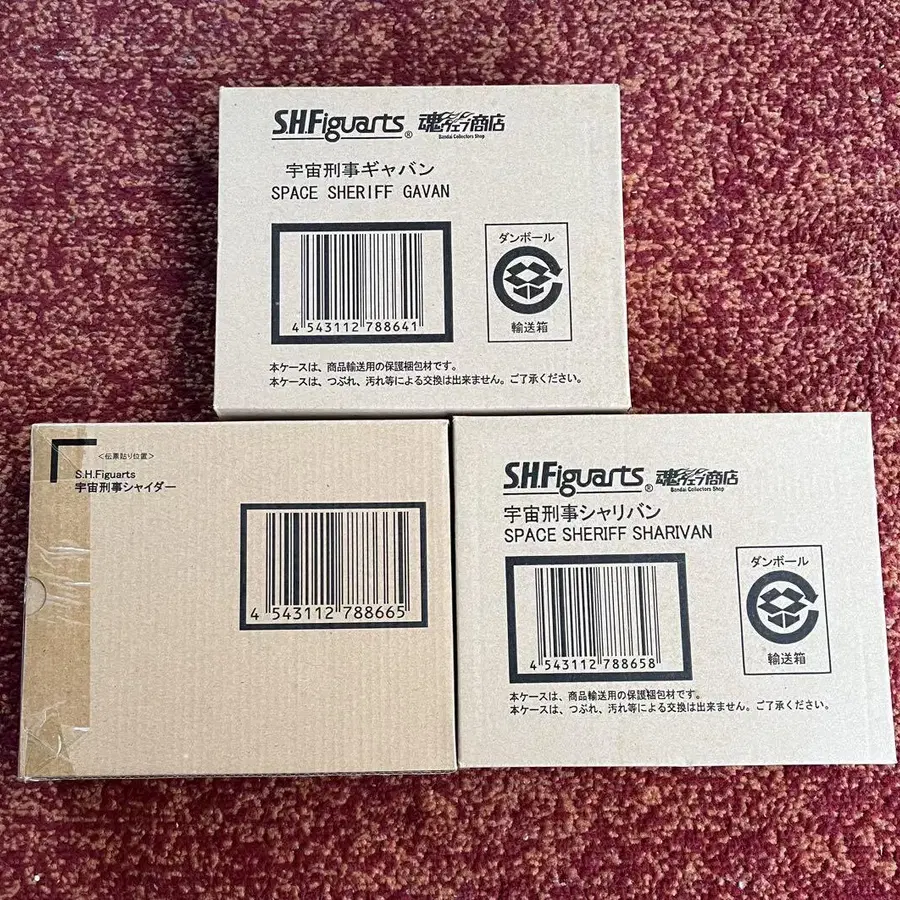 S.H.Figuarts® 魂ウェブ商店
Bandai Collectors Shop
宇宙刑事ギャバン
SPACE SHERIFF GAVAN
ダンボール
4 543112 788641
輸送箱
本ケースは、商品輸送用の保護梱包材です。
本ケースは、つぶれ、汚れ等による交換は出来ません。ご了承ください。
<伝票貼り位置>
S.H.Figuarts
宇宙刑事シャイダー
4 543112 788665
S.H.Figuarts® 魂ウェブ商店
Bandai Collectors Shop
宇宙刑事シャリバン
SPACE SHERIFF SHARIVAN
ダンボール
4 543112 788658
輸送箱
本ケースは、商品輸送用の保護梱包材です。
本ケースは、つぶれ、汚れ等による交換は出来ません。ご了承ください。